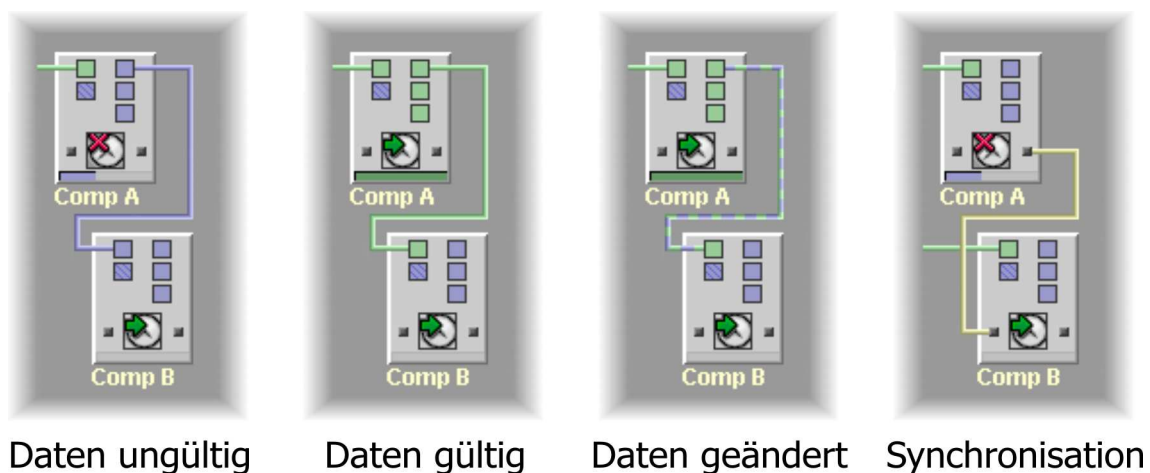 Comp A
Comp B
Daten ungültig
Comp A
Comp B
Daten gültig
Comp A
Comp B
Daten geändert
Comp A
Comp B
Synchronisation